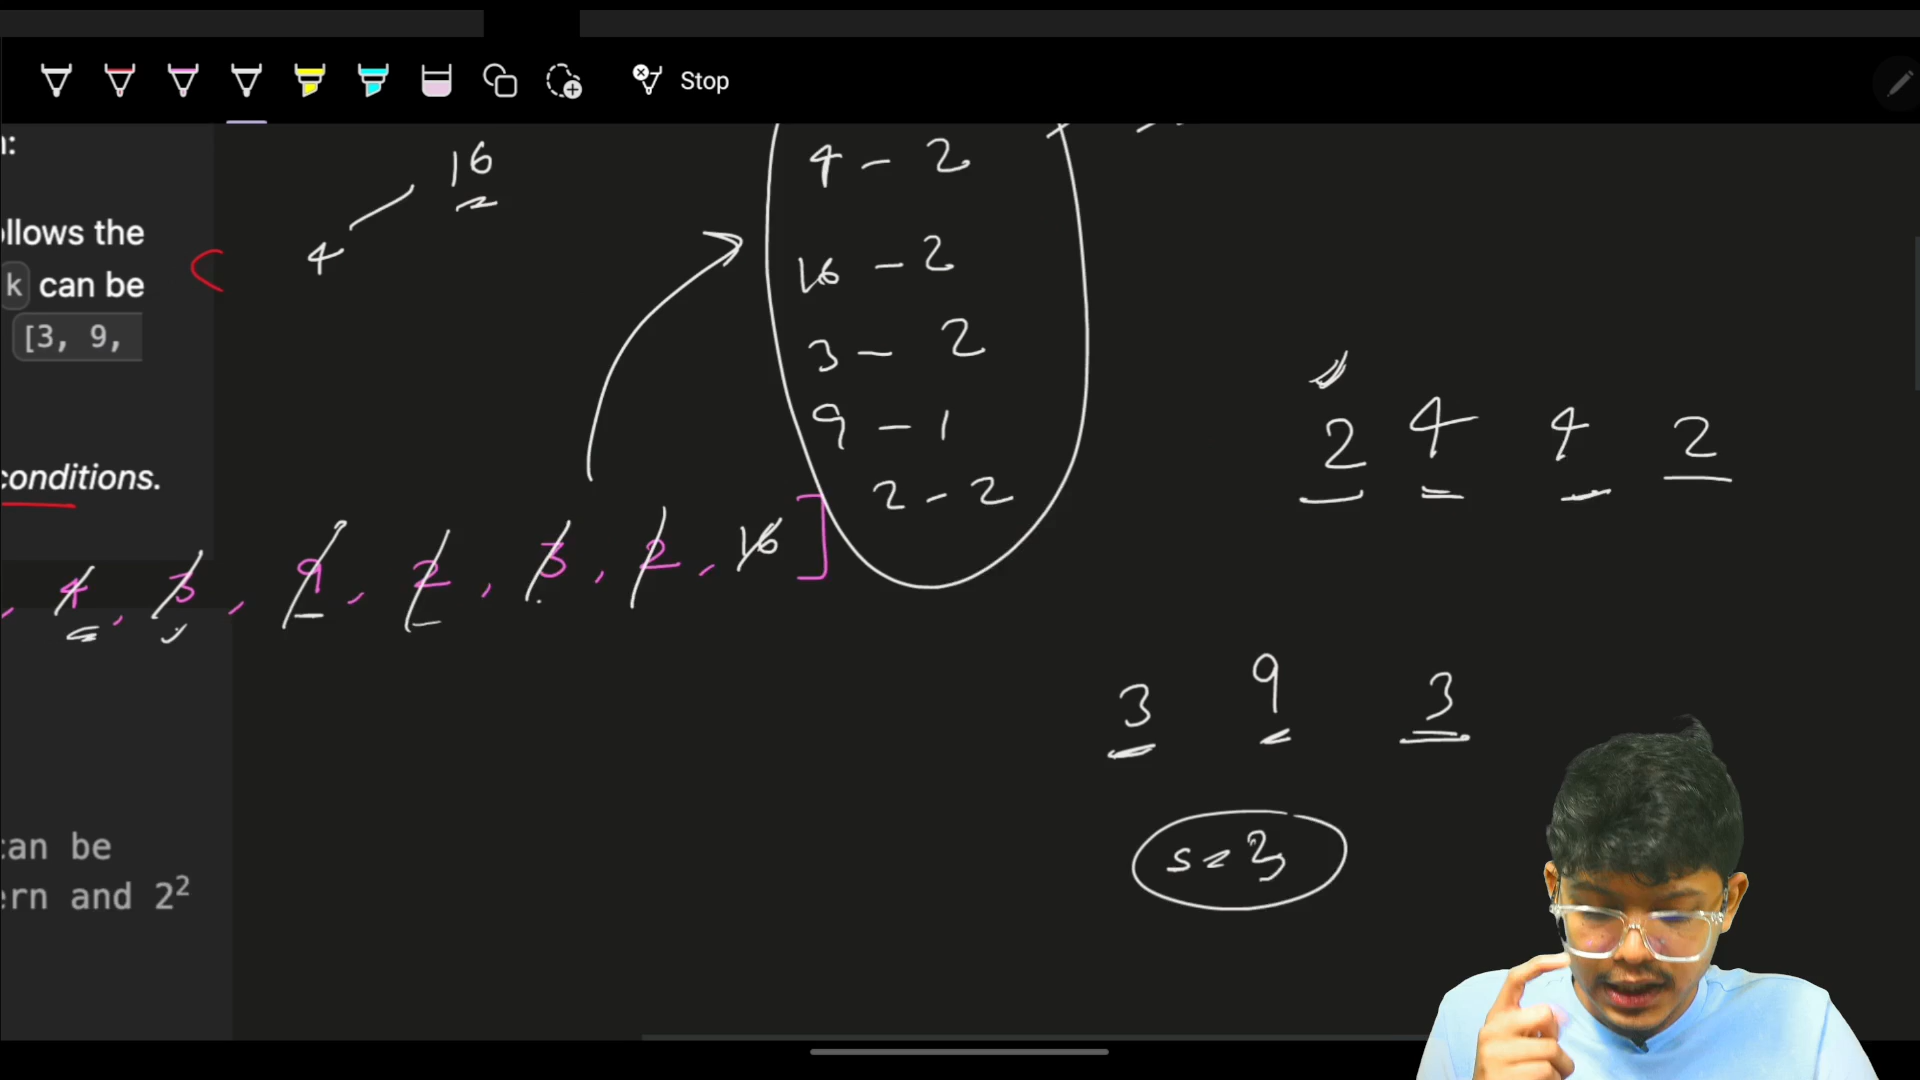 Stop
n:
16
4
4 - 2
16 - 2
3 - 2
9 - 1
2 - 2
ollows the
k can be
[3, 9,
conditions.
2 4 4 2
, 4, 3, 9, 2, 3, 2, 16]
3 9 3
s = 3
can be
ern and 2²